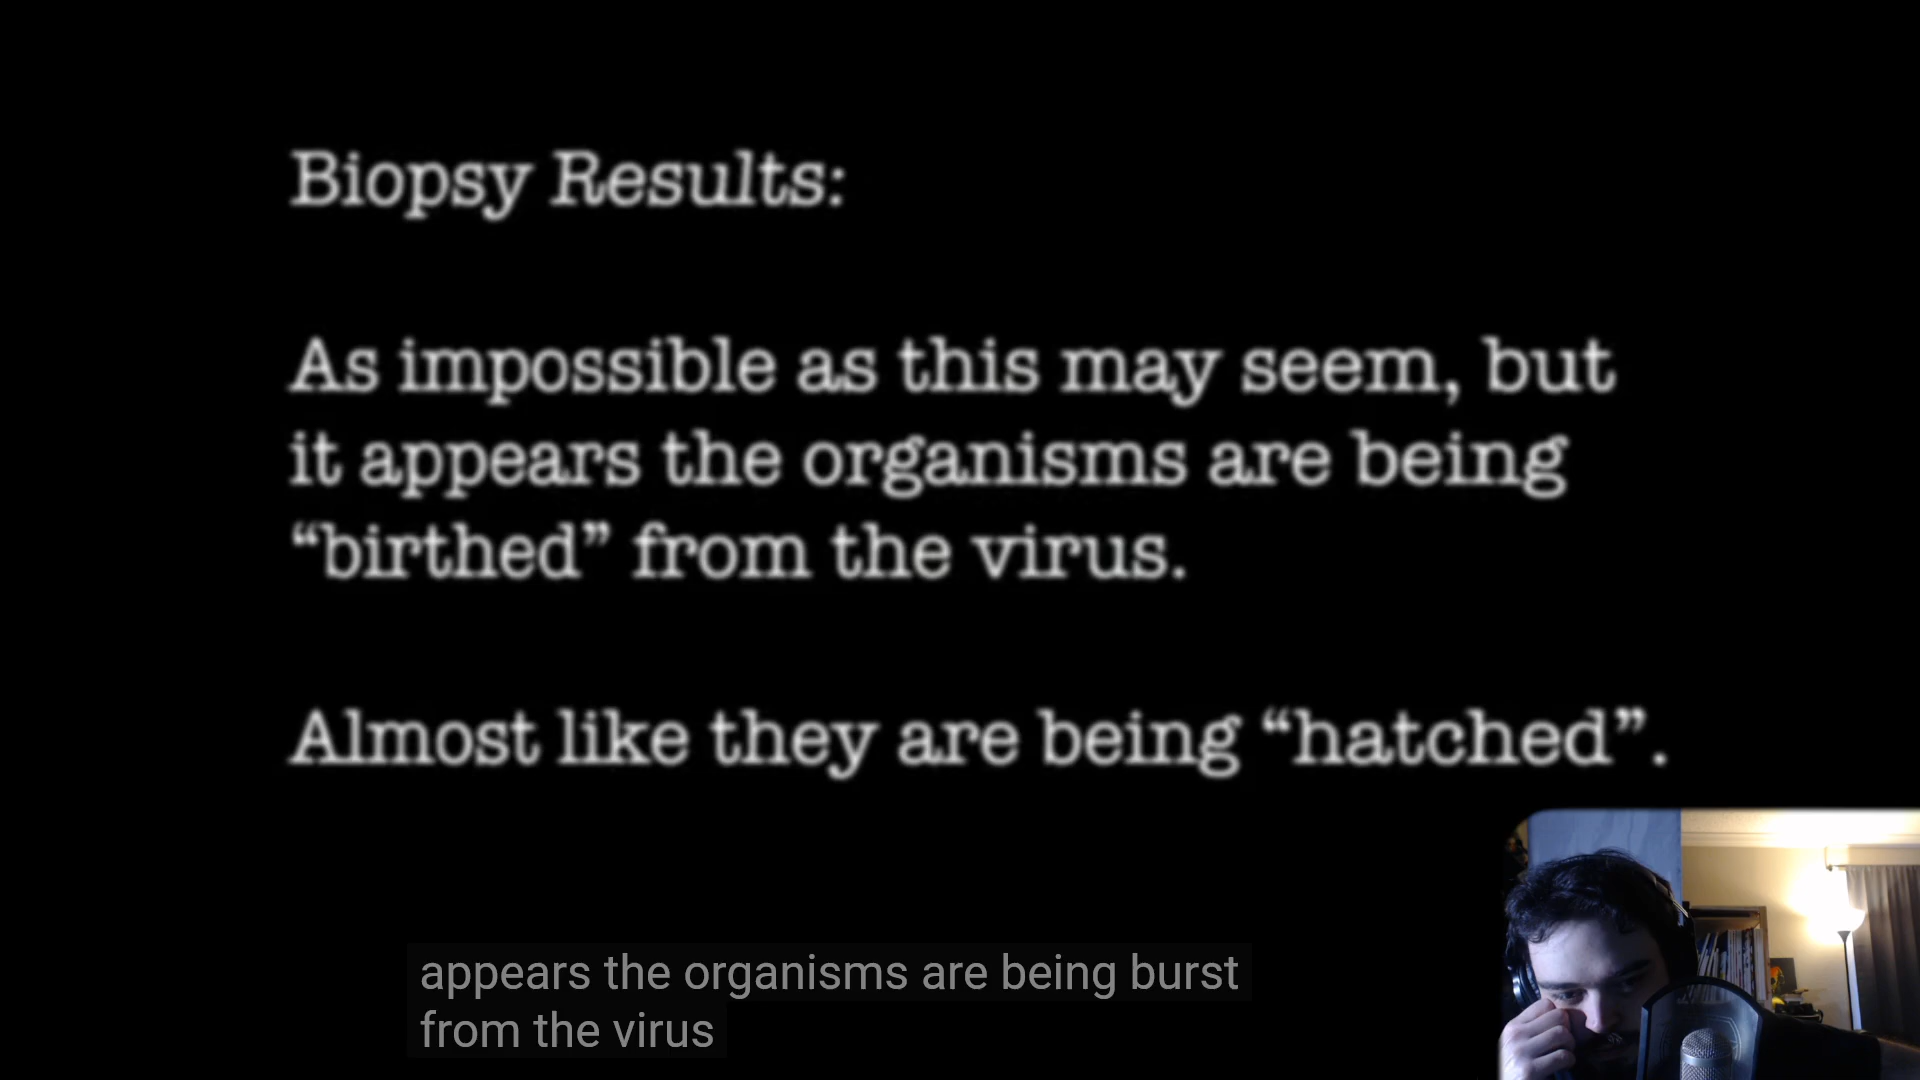 Biopsy Results:
As impossible as this may seem, but
it appears the organisms are being
“birthed” from the virus.
Almost like they are being “hatched”.
appears the organisms are being burst
from the virus